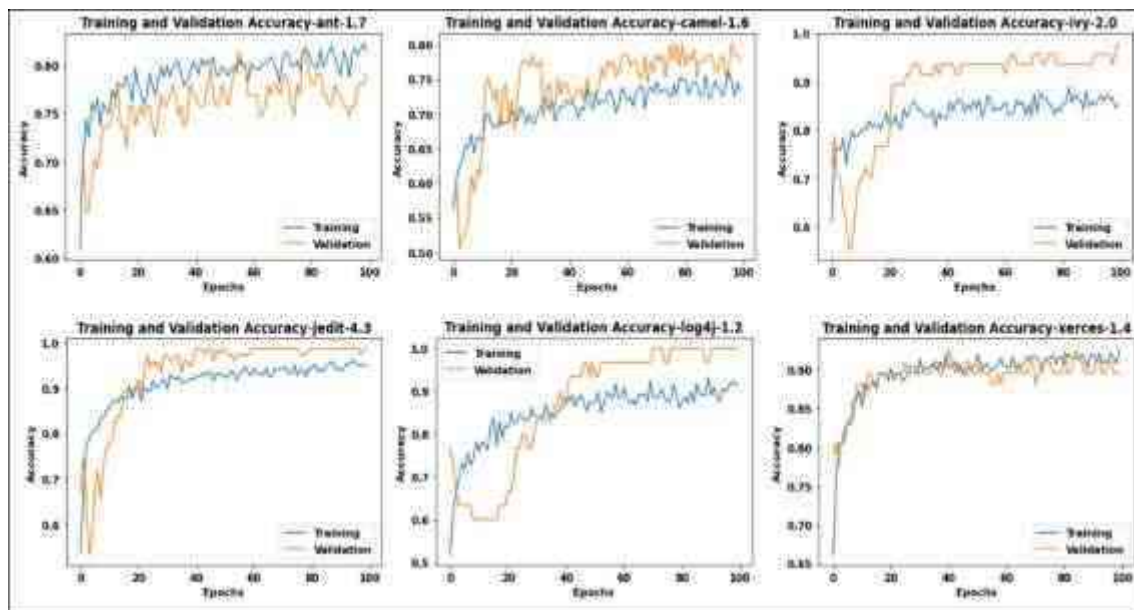 Training and Validation Accuracy-ant-1.7
Accuracy
0.80
0.75
0.70
0.65
0.60
0 20 40 60 80 100
Epochs
Training
Validation
Training and Validation Accuracy-camel-1.6
Accuracy
0.80
0.75
0.70
0.65
0.60
0.55
0.50
0 20 40 60 80 100
Epochs
Training
Validation
Training and Validation Accuracy-ivy-2.0
Accuracy
1.0
0.9
0.8
0.7
0.6
0 20 40 60 80 100
Epochs
Training
Validation
Training and Validation Accuracy-jedit-4.3
Accuracy
1.0
0.9
0.8
0.7
0.6
0 20 40 60 80 100
Epochs
Training
Validation
Training and Validation Accuracy-log4j-1.2
Accuracy
1.0
0.9
0.8
0.7
0.6
0.5
0 20 40 60 80 100
Epochs
Training
Validation
Training and Validation Accuracy-xerces-1.4
Accuracy
0.90
0.85
0.80
0.75
0.70
0.65
0 20 40 60 80 100
Epochs
Training
Validation